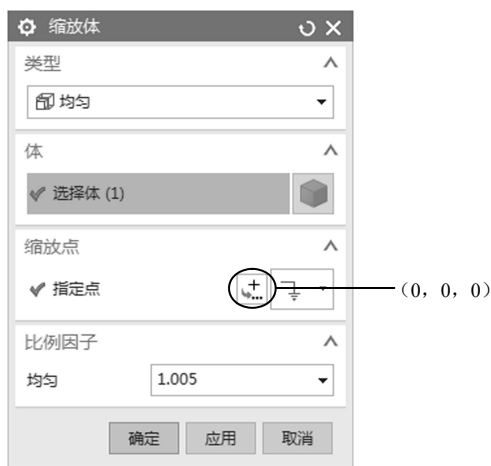 缩放体
类型
均匀
体
选择体 (1)
缩放点
指定点
（0，0，0）
比例因子
均匀 1.005
确定 应用 取消